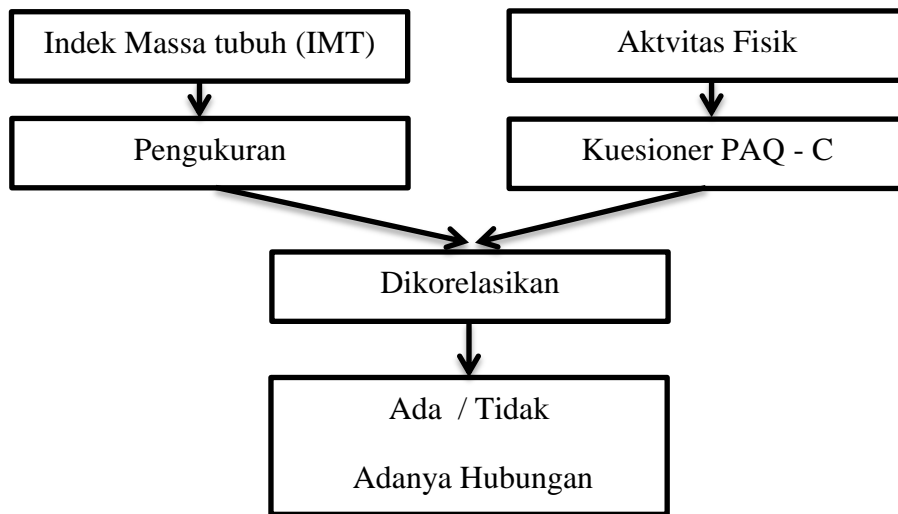 Indek Massa tubuh (IMT)
Aktvitas Fisik
Pengukuran
Kuesioner PAQ - C
Dikorelasikan
Ada / Tidak
Adanya Hubungan